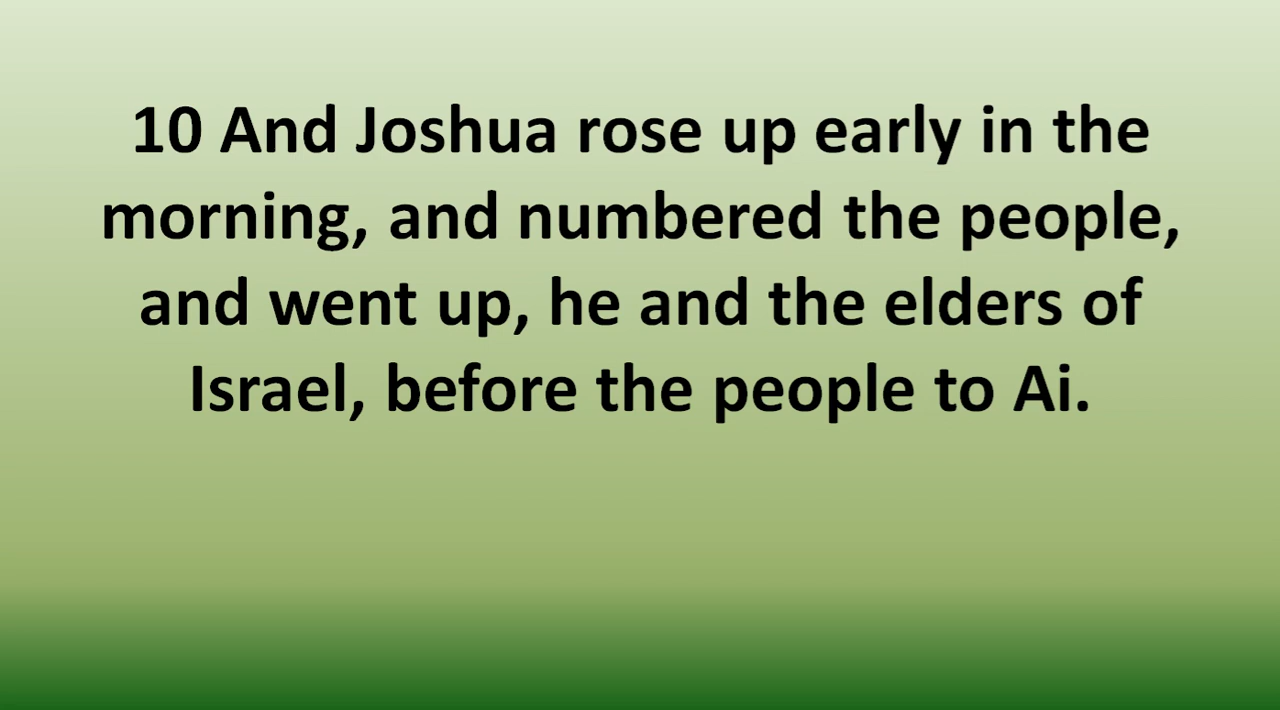 10 And Joshua rose up early in the
morning, and numbered the people,
and went up, he and the elders of
Israel, before the people to Ai.